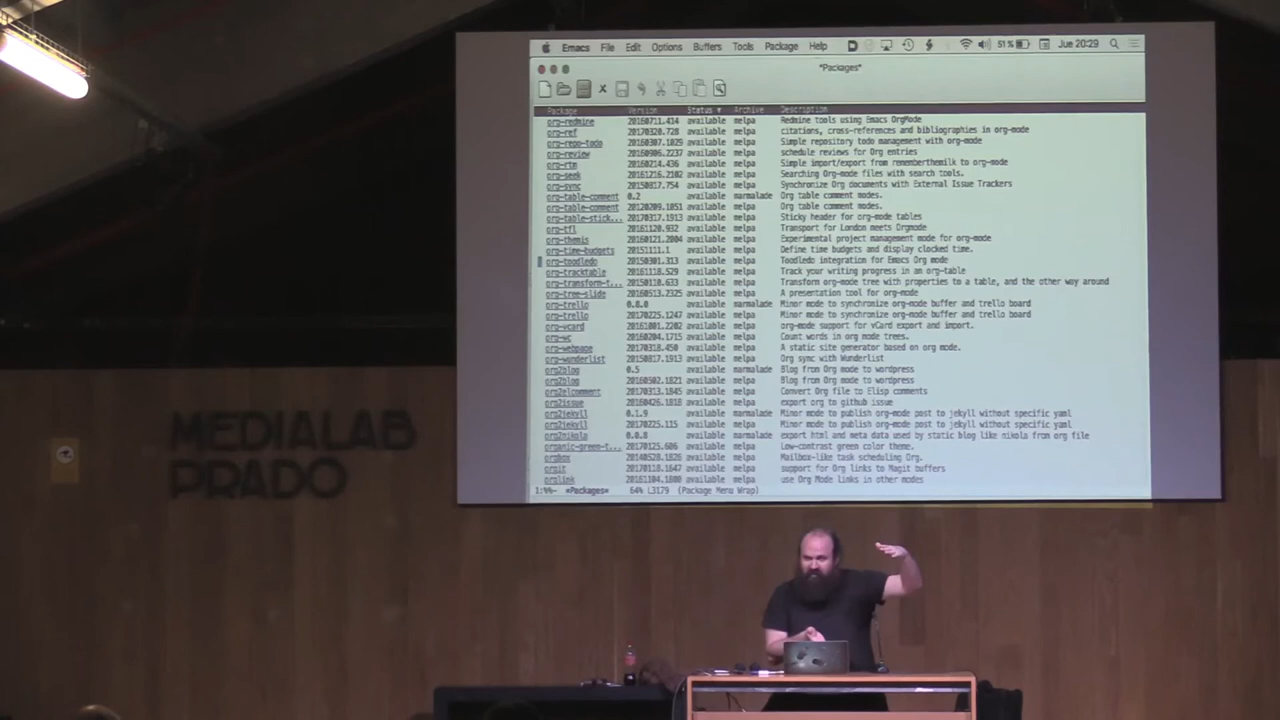 Emacs File Edit Options Buffers Tools Package Help 51% Jue 20:29
*Packages*
Package Version Status ▼ Archive Description
org-redmine 20160711.414 available melpa Redmine tools using Emacs OrgMode
org-ref 20170320.728 available melpa citations, cross-references and bibliographies in org-mode
org-repo-todo 20160307.1029 available melpa Simple repository todo management with org-mode
org-review 20160906.2237 available melpa schedule reviews for Org entries
org-rtm 20160214.436 available melpa Simple import/export from rememberthemilk to org-mode
org-seek 20161216.2102 available melpa Searching Org-mode files with search tools.
org-sync 20150817.754 available melpa Synchronize Org documents with External Issue Trackers
org-table-comment 0.2 available marmalade Org table comment modes.
org-table-comment 20120209.1051 available melpa Org table comment modes.
org-table-stick... 20170317.1913 available melpa Sticky header for org-mode tables
org-tfl 20161120.932 available melpa Transport for London meets Orgmode
org-themis 20160121.2004 available melpa Experimental project management mode for org-mode
org-time-budgets 20151111.1 available melpa Define time budgets and display clocked time.
org-toodledo 20150301.313 available melpa Toodledo integration for Emacs Org mode
org-tracktable 20161118.529 available melpa Track your writing progress in an org-table
org-transform-t... 20150110.633 available melpa Transform org-mode tree with properties to a table, and the other way around
org-tree-slide 20160513.2325 available melpa A presentation tool for org-mode
org-trello 0.8.0 available marmalade Minor mode to synchronize org-mode buffer and trello board
org-trello 20170225.1247 available melpa Minor mode to synchronize org-mode buffer and trello board
org-vcard 20161001.2202 available melpa org-mode support for vCard export and import.
org-wc 20160204.1715 available melpa Count words in org mode trees.
org-webpage 20170318.450 available melpa A static site generator based on org mode.
org-wunderlist 20150817.1913 available melpa Org sync with Wunderlist
org2blog 0.5 available marmalade Blog from Org mode to wordpress
org2blog 20160502.1821 available melpa Blog from Org mode to wordpress
org2elcomment 20170313.1845 available melpa Convert Org file to Elisp comments
org2issue 20160426.1818 available melpa export org to github issue
org2jekyll 0.1.9 available marmalade Minor mode to publish org-mode post to jekyll without specific yaml
org2jekyll 20170225.115 available melpa Minor mode to publish org-mode post to jekyll without specific yaml
org2nikola 0.0.8 available marmalade export html and meta data used by static blog like nikola from org file
organic-green-t... 20170125.606 available melpa Low-contrast green color theme.
orgbox 20140528.1826 available melpa Mailbox-like task scheduling Org.
orgit 20170118.1647 available melpa support for Org links to Magit buffers
orglink 20161104.1800 available melpa use Org Mode Links in other modes
1:%%- *Packages* 64% L3179 (Package Menu Wrap)
MEDIALAB
PRADO